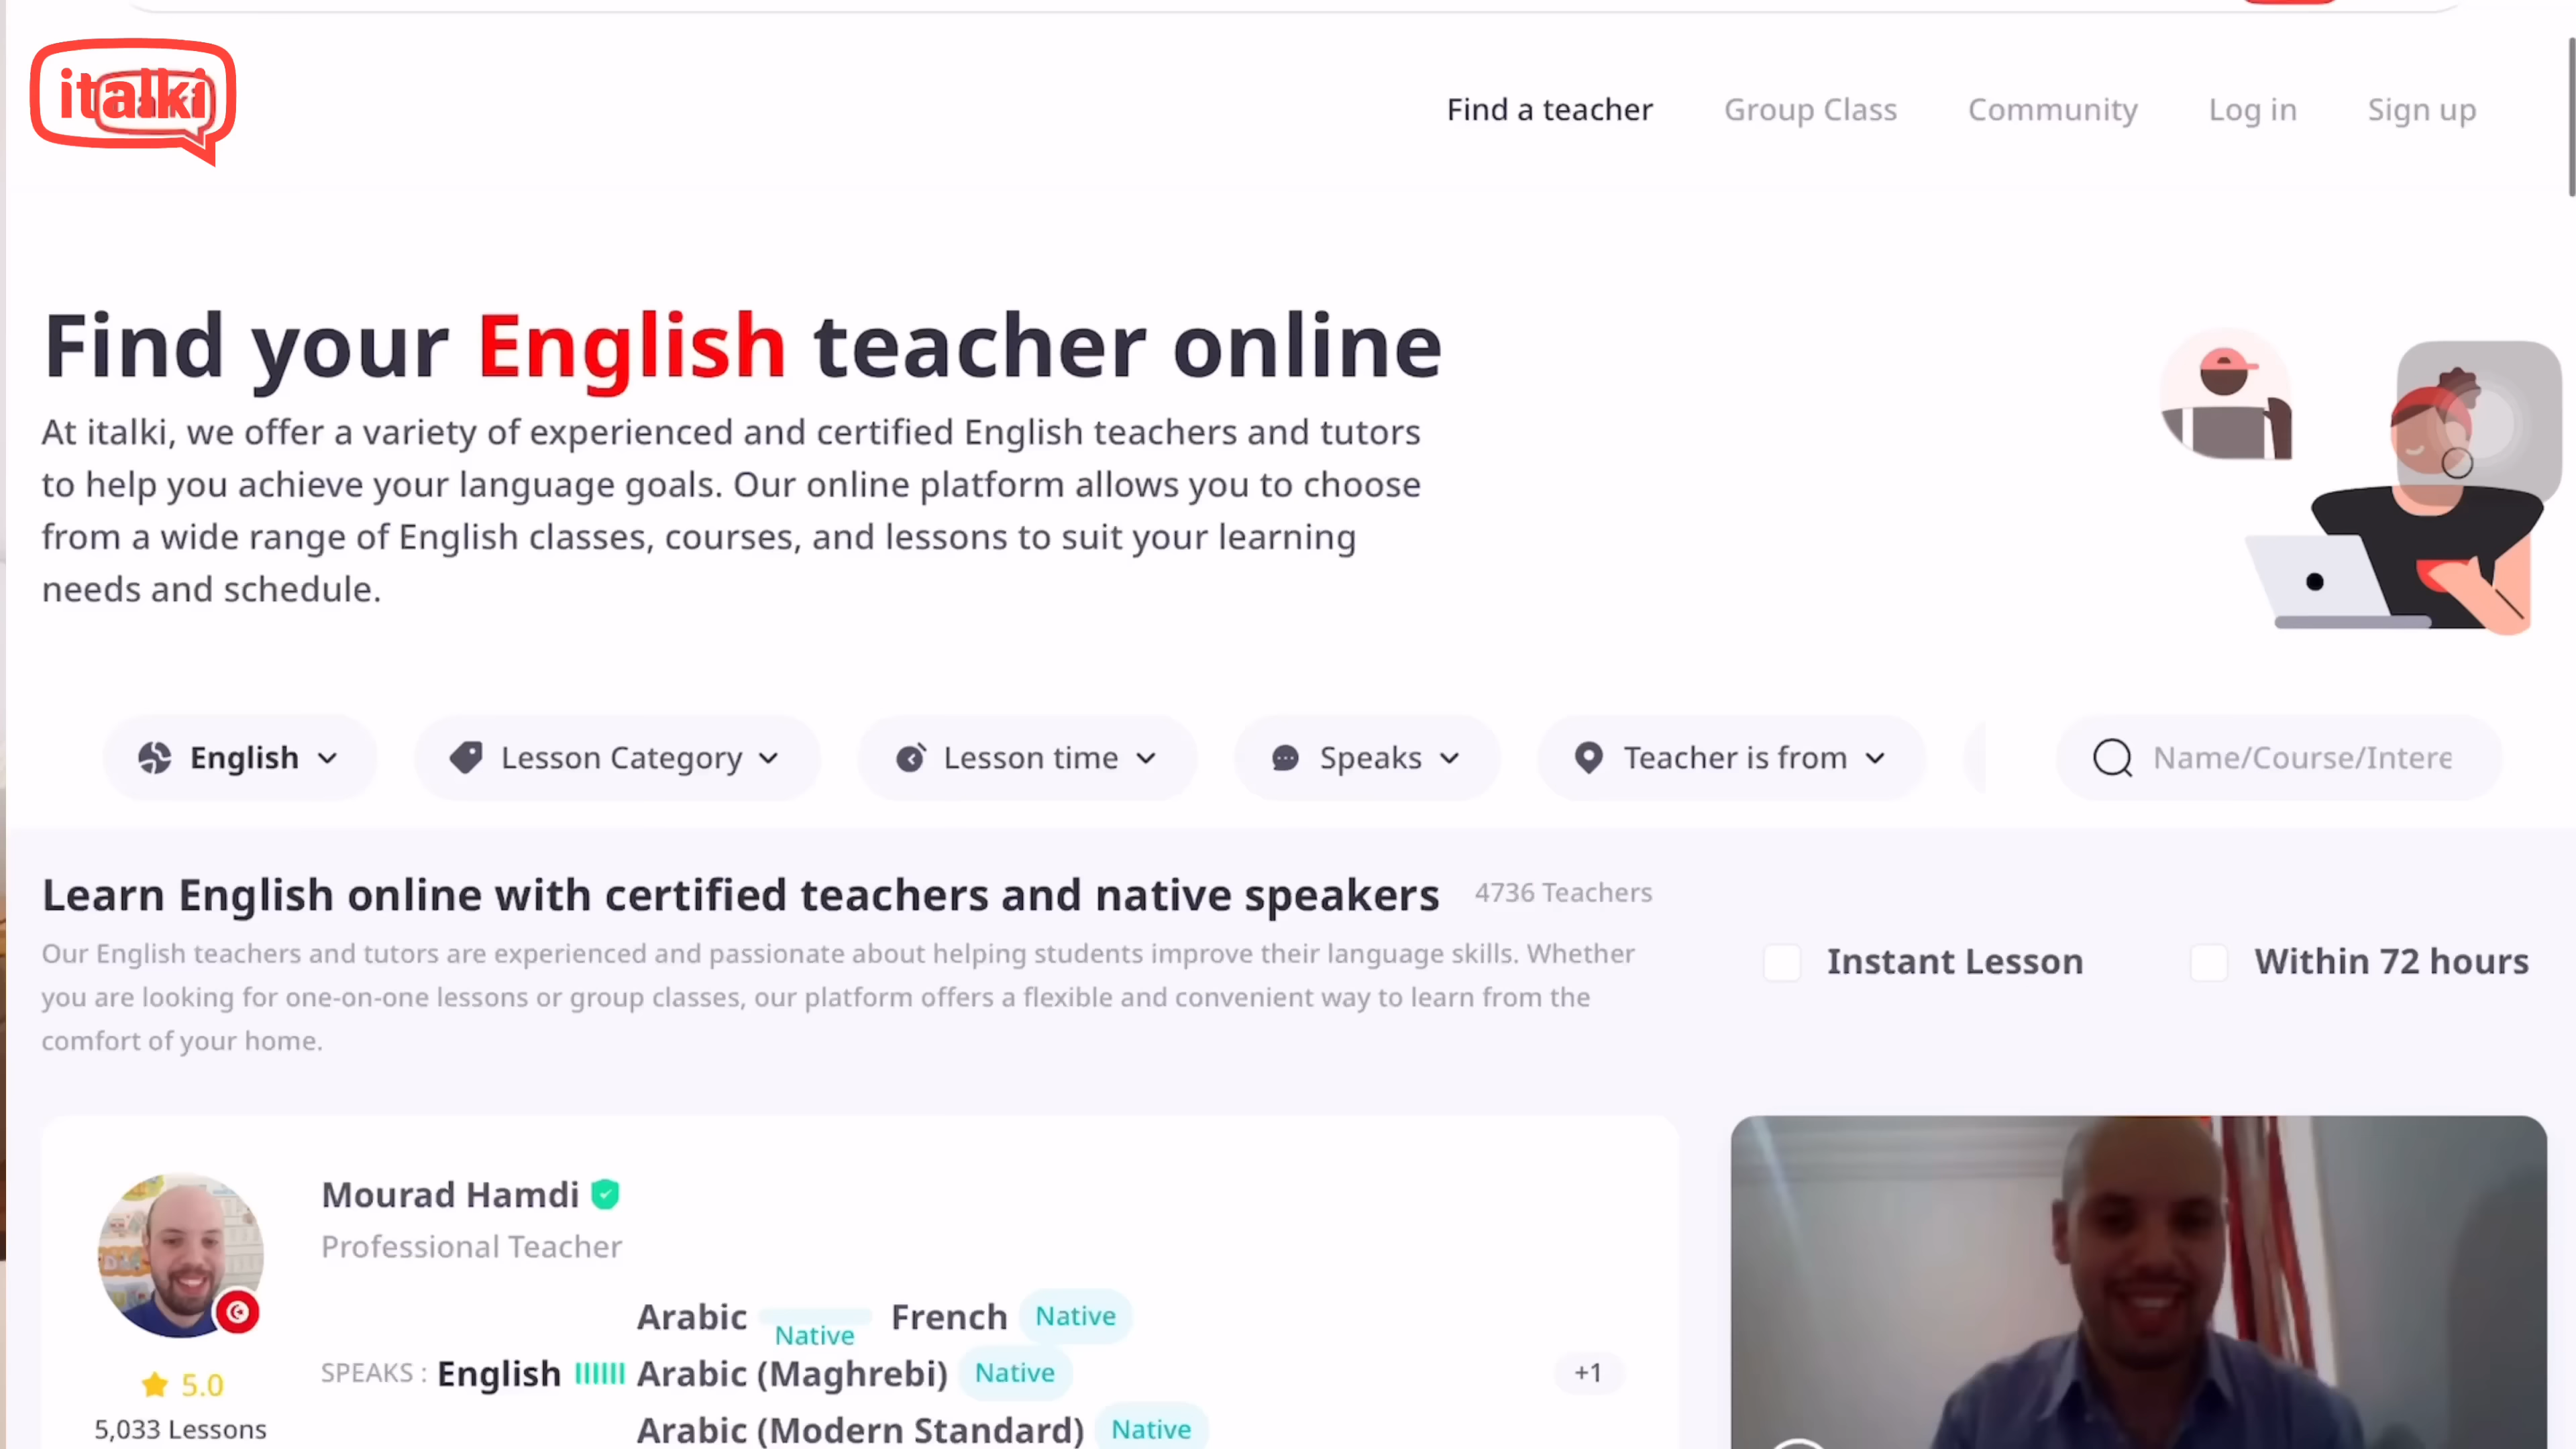 italki
Find a teacher Group Class Community Log in Sign up
Find your English teacher online
At italki, we offer a variety of experienced and certified English teachers and tutors
to help you achieve your language goals. Our online platform allows you to choose
from a wide range of English classes, courses, and lessons to suit your learning
needs and schedule.
English Lesson Category Lesson time Speaks Teacher is from Name/Course/Intere
Learn English online with certified teachers and native speakers 4736 Teachers
Our English teachers and tutors are experienced and passionate about helping students improve their language skills. Whether
you are looking for one-on-one lessons or group classes, our platform offers a flexible and convenient way to learn from the
comfort of your home.
Instant Lesson Within 72 hours
Mourad Hamdi
Professional Teacher
Arabic Native French Native
SPEAKS : English Arabic (Maghrebi) Native +1
Arabic (Modern Standard) Native
5.0
5,033 Lessons